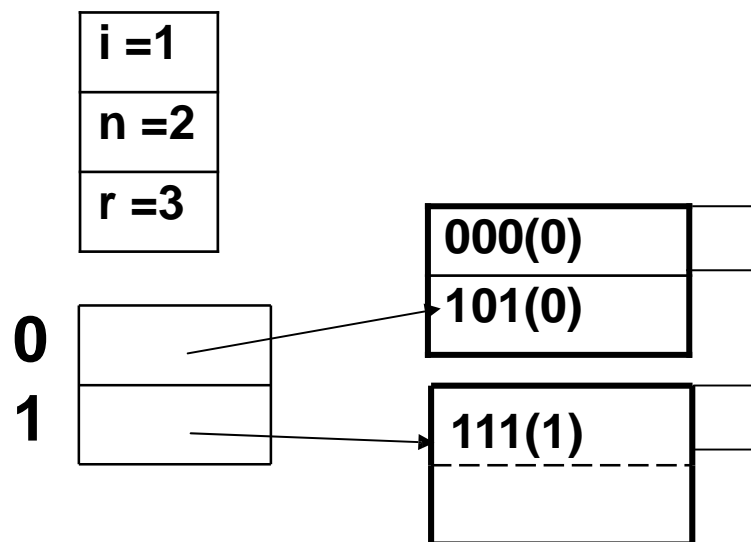 i =1
n =2
r =3
000(0)
101(0)
0
1
111(1)